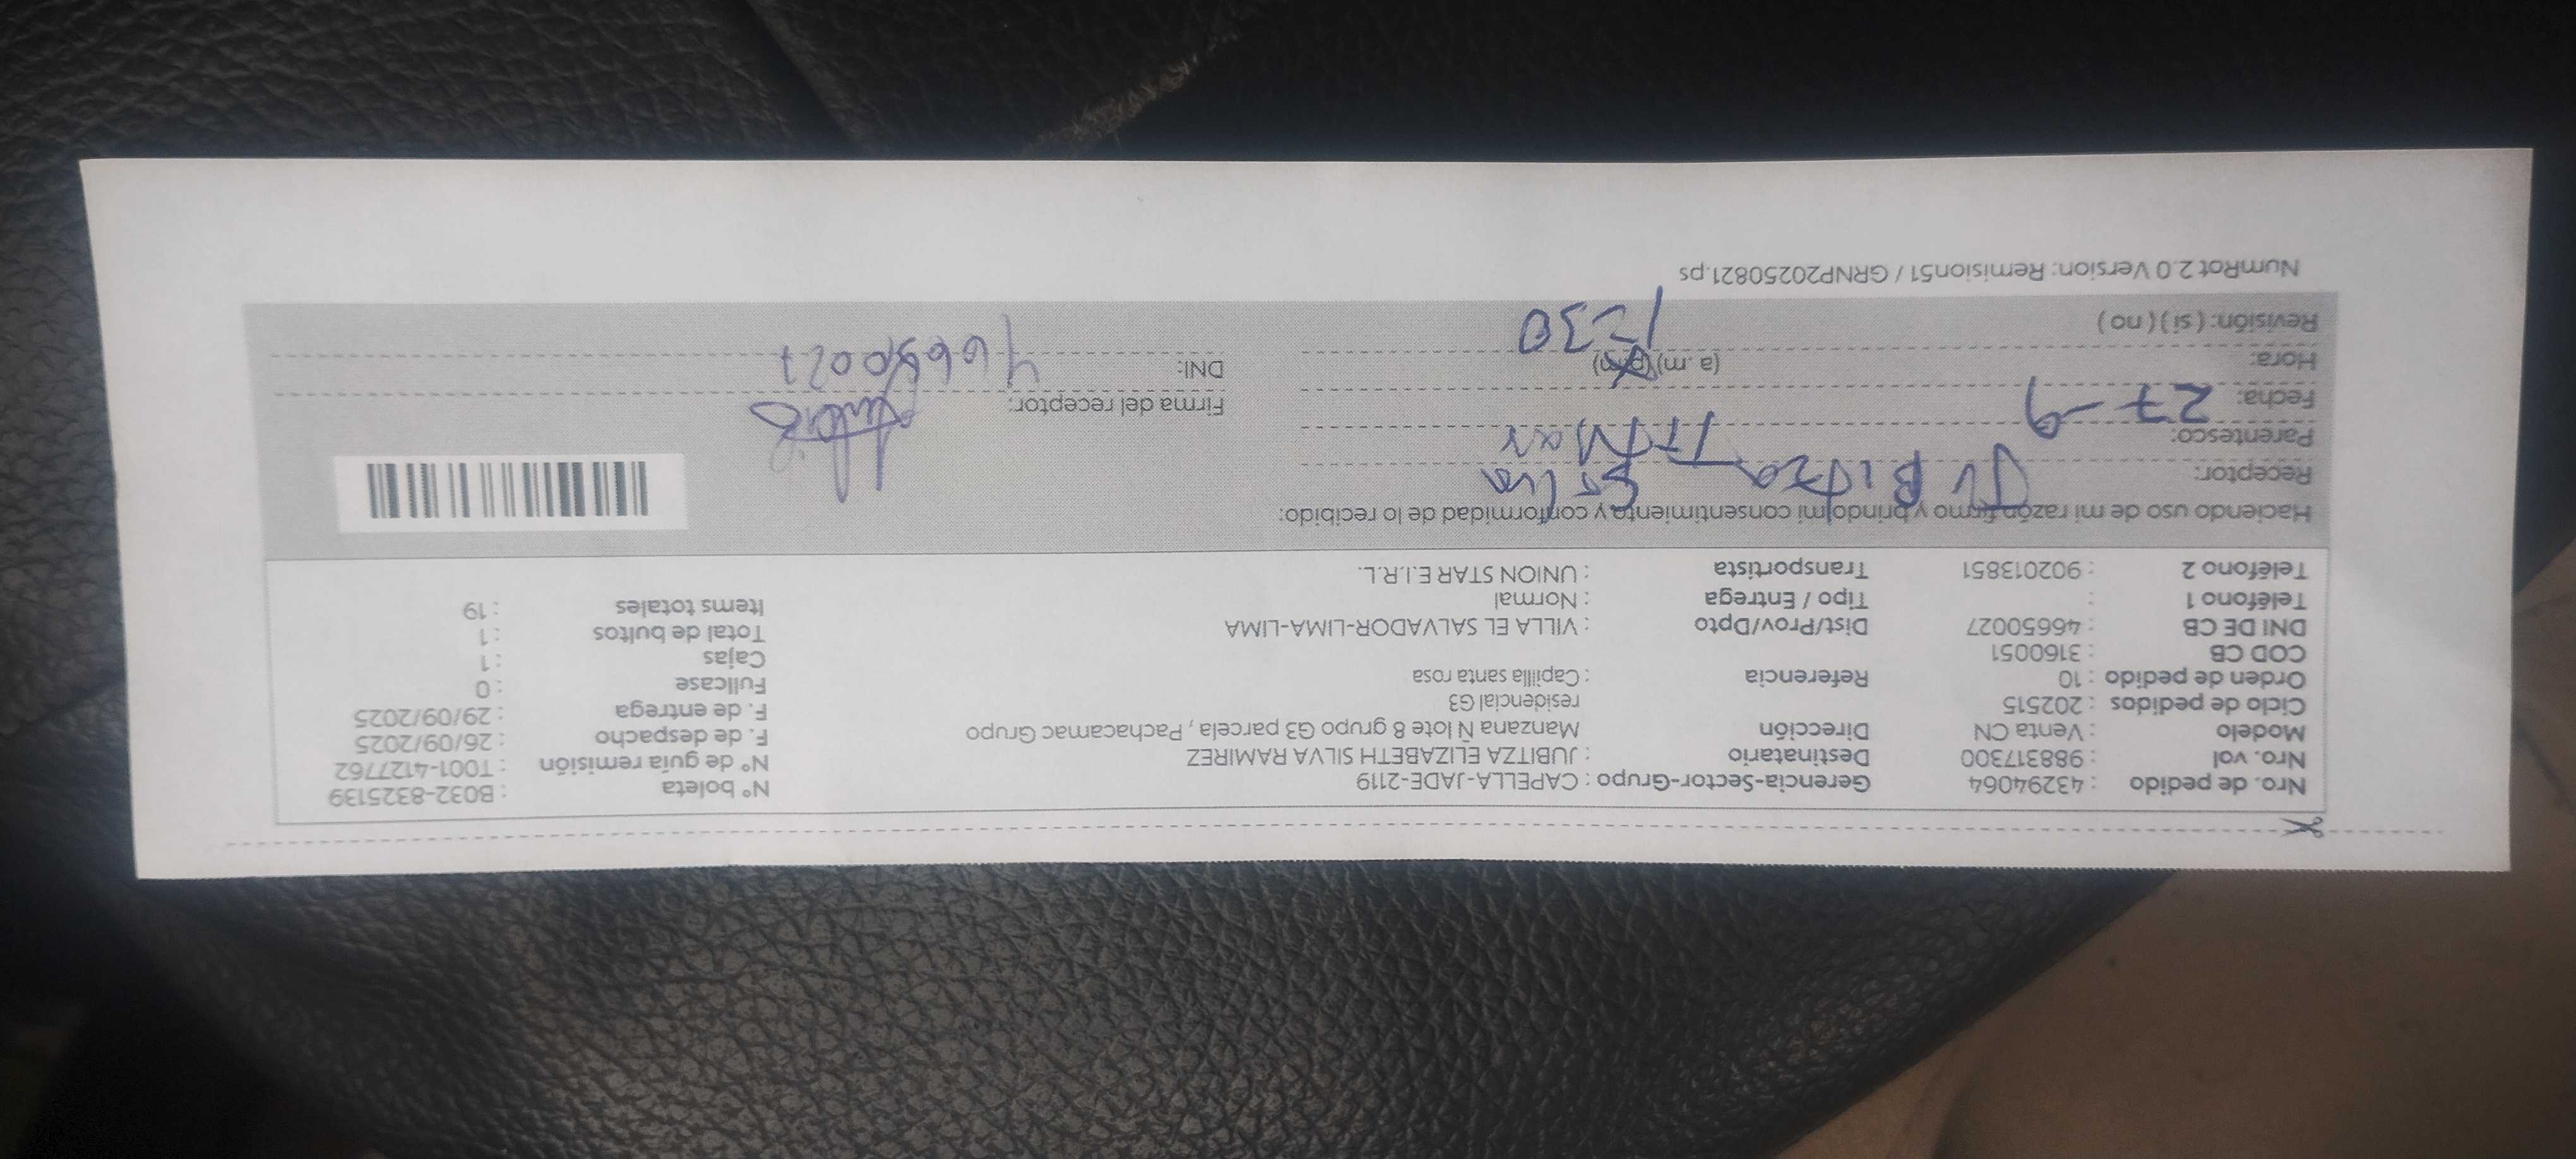 Nro. de pedido : 43294064 Gerencia-Sector-Grupo : CAPELLA-JADE-2119 N° boleta : B032-8325139
Nro. vol : 988317300 Destinatario : JUBITZA ELIZABETH SILVA RAMIREZ N° de guía remisión : T001-4127762
Modelo : Venta CN Dirección Manzana Ñ lote 8 grupo G3 parcela , Pachacamac Grupo F. de despacho : 26/09/2025
Ciclo de pedidos : 202515 residencial G3 F. de entrega : 29/09/2025
Orden de pedido : 10 Referencia : Capilla santa rosa Fullcase : 0
COD CB : 3160051 Cajas : 1
DNI DE CB : 46650027 Dist/Prov/Dpto : VILLA EL SALVADOR-LIMA-LIMA Total de bultos : 1
Teléfono 1 : Tipo / Entrega : Normal Items totales : 19
Teléfono 2 : 902013851 Transportista : UNION STAR E.I.R.L.
Haciendo uso de mi razón firmo y brindo mi consentimiento y conformidad de lo recibido:
Receptor: JuBitza Silva
Parentesco: Titular
Fecha: 27-9 Firma del receptor:
Hora: (a .m) (p.m) 1=30 DNI: 46650027
Revisión: ( si ) ( no )
NumRot 2.0 Version: Remision51 / GRNP20250821.ps